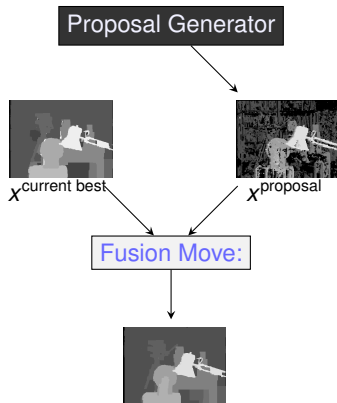 Proposal Generator
x^current best
x^proposal
Fusion Move: